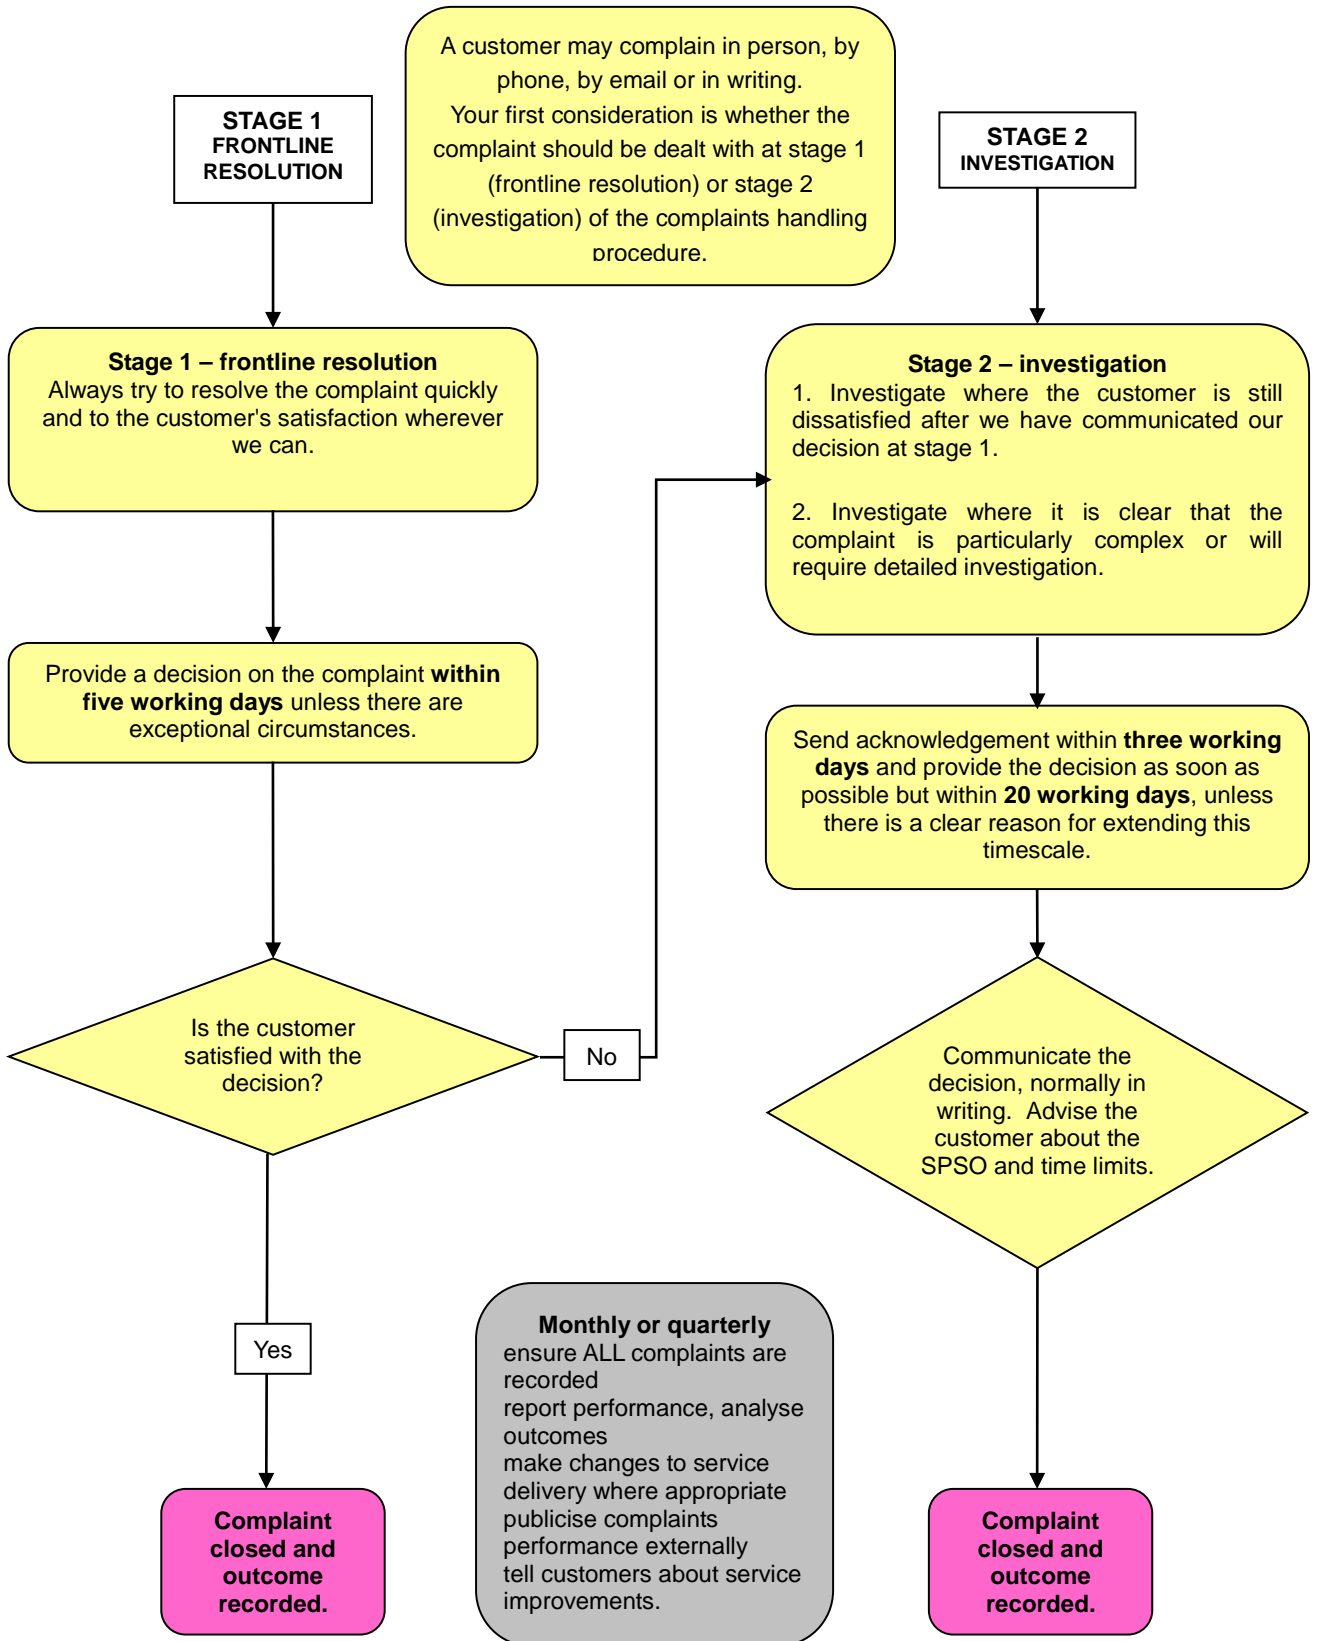 A customer may complain in person, by
phone, by email or in writing.
Your first consideration is whether the
complaint should be dealt with at stage 1
(frontline resolution) or stage 2
(investigation) of the complaints handling
procedure.
STAGE 1
FRONTLINE
RESOLUTION
STAGE 2
INVESTIGATION
Stage 1 – frontline resolution
Always try to resolve the complaint quickly
and to the customer's satisfaction wherever
we can.
Stage 2 – investigation
1. Investigate where the customer is still
dissatisfied after we have communicated our
decision at stage 1.
2. Investigate where it is clear that the
complaint is particularly complex or will
require detailed investigation.
Provide a decision on the complaint within
five working days unless there are
exceptional circumstances.
Send acknowledgement within three working
days and provide the decision as soon as
possible but within 20 working days, unless
there is a clear reason for extending this
timescale.
Is the customer
satisfied with the
decision?
No
Communicate the
decision, normally in
writing. Advise the
customer about the
SPSO and time limits.
Yes
Monthly or quarterly
ensure ALL complaints are
recorded
report performance, analyse
outcomes
make changes to service
delivery where appropriate
publicise complaints
performance externally
tell customers about service
improvements.
Complaint
closed and
outcome
recorded.
Complaint
closed and
outcome
recorded.